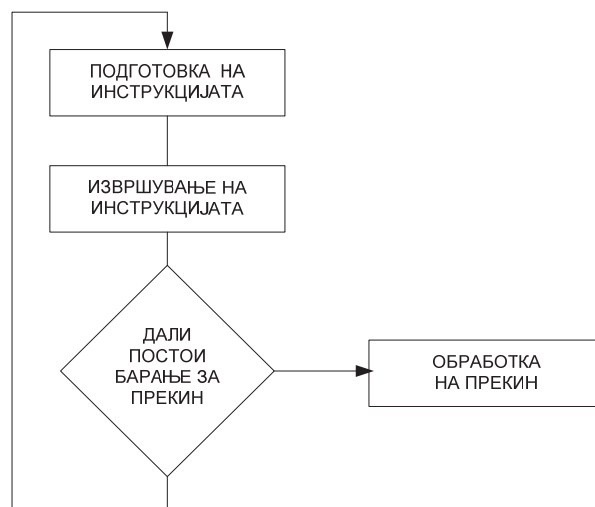 ПОДГОТОВКА НА
ИНСТРУКЦИЈАТА
ИЗВРШУВАЊЕ НА
ИНСТРУКЦИЈАТА
ДАЛИ
ПОСТОИ
БАРАЊЕ ЗА
ПРЕКИН
ОБРАБОТКА
НА ПРЕКИН